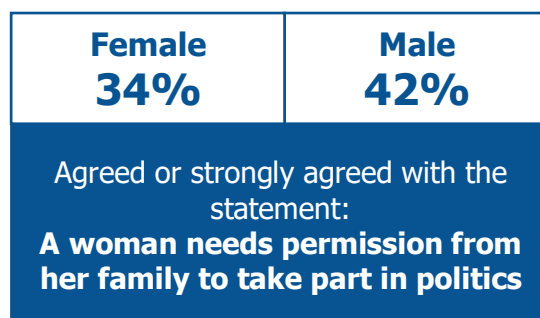 Female
34%
Male
42%
Agreed or strongly agreed with the
statement:
A woman needs permission from
her family to take part in politics